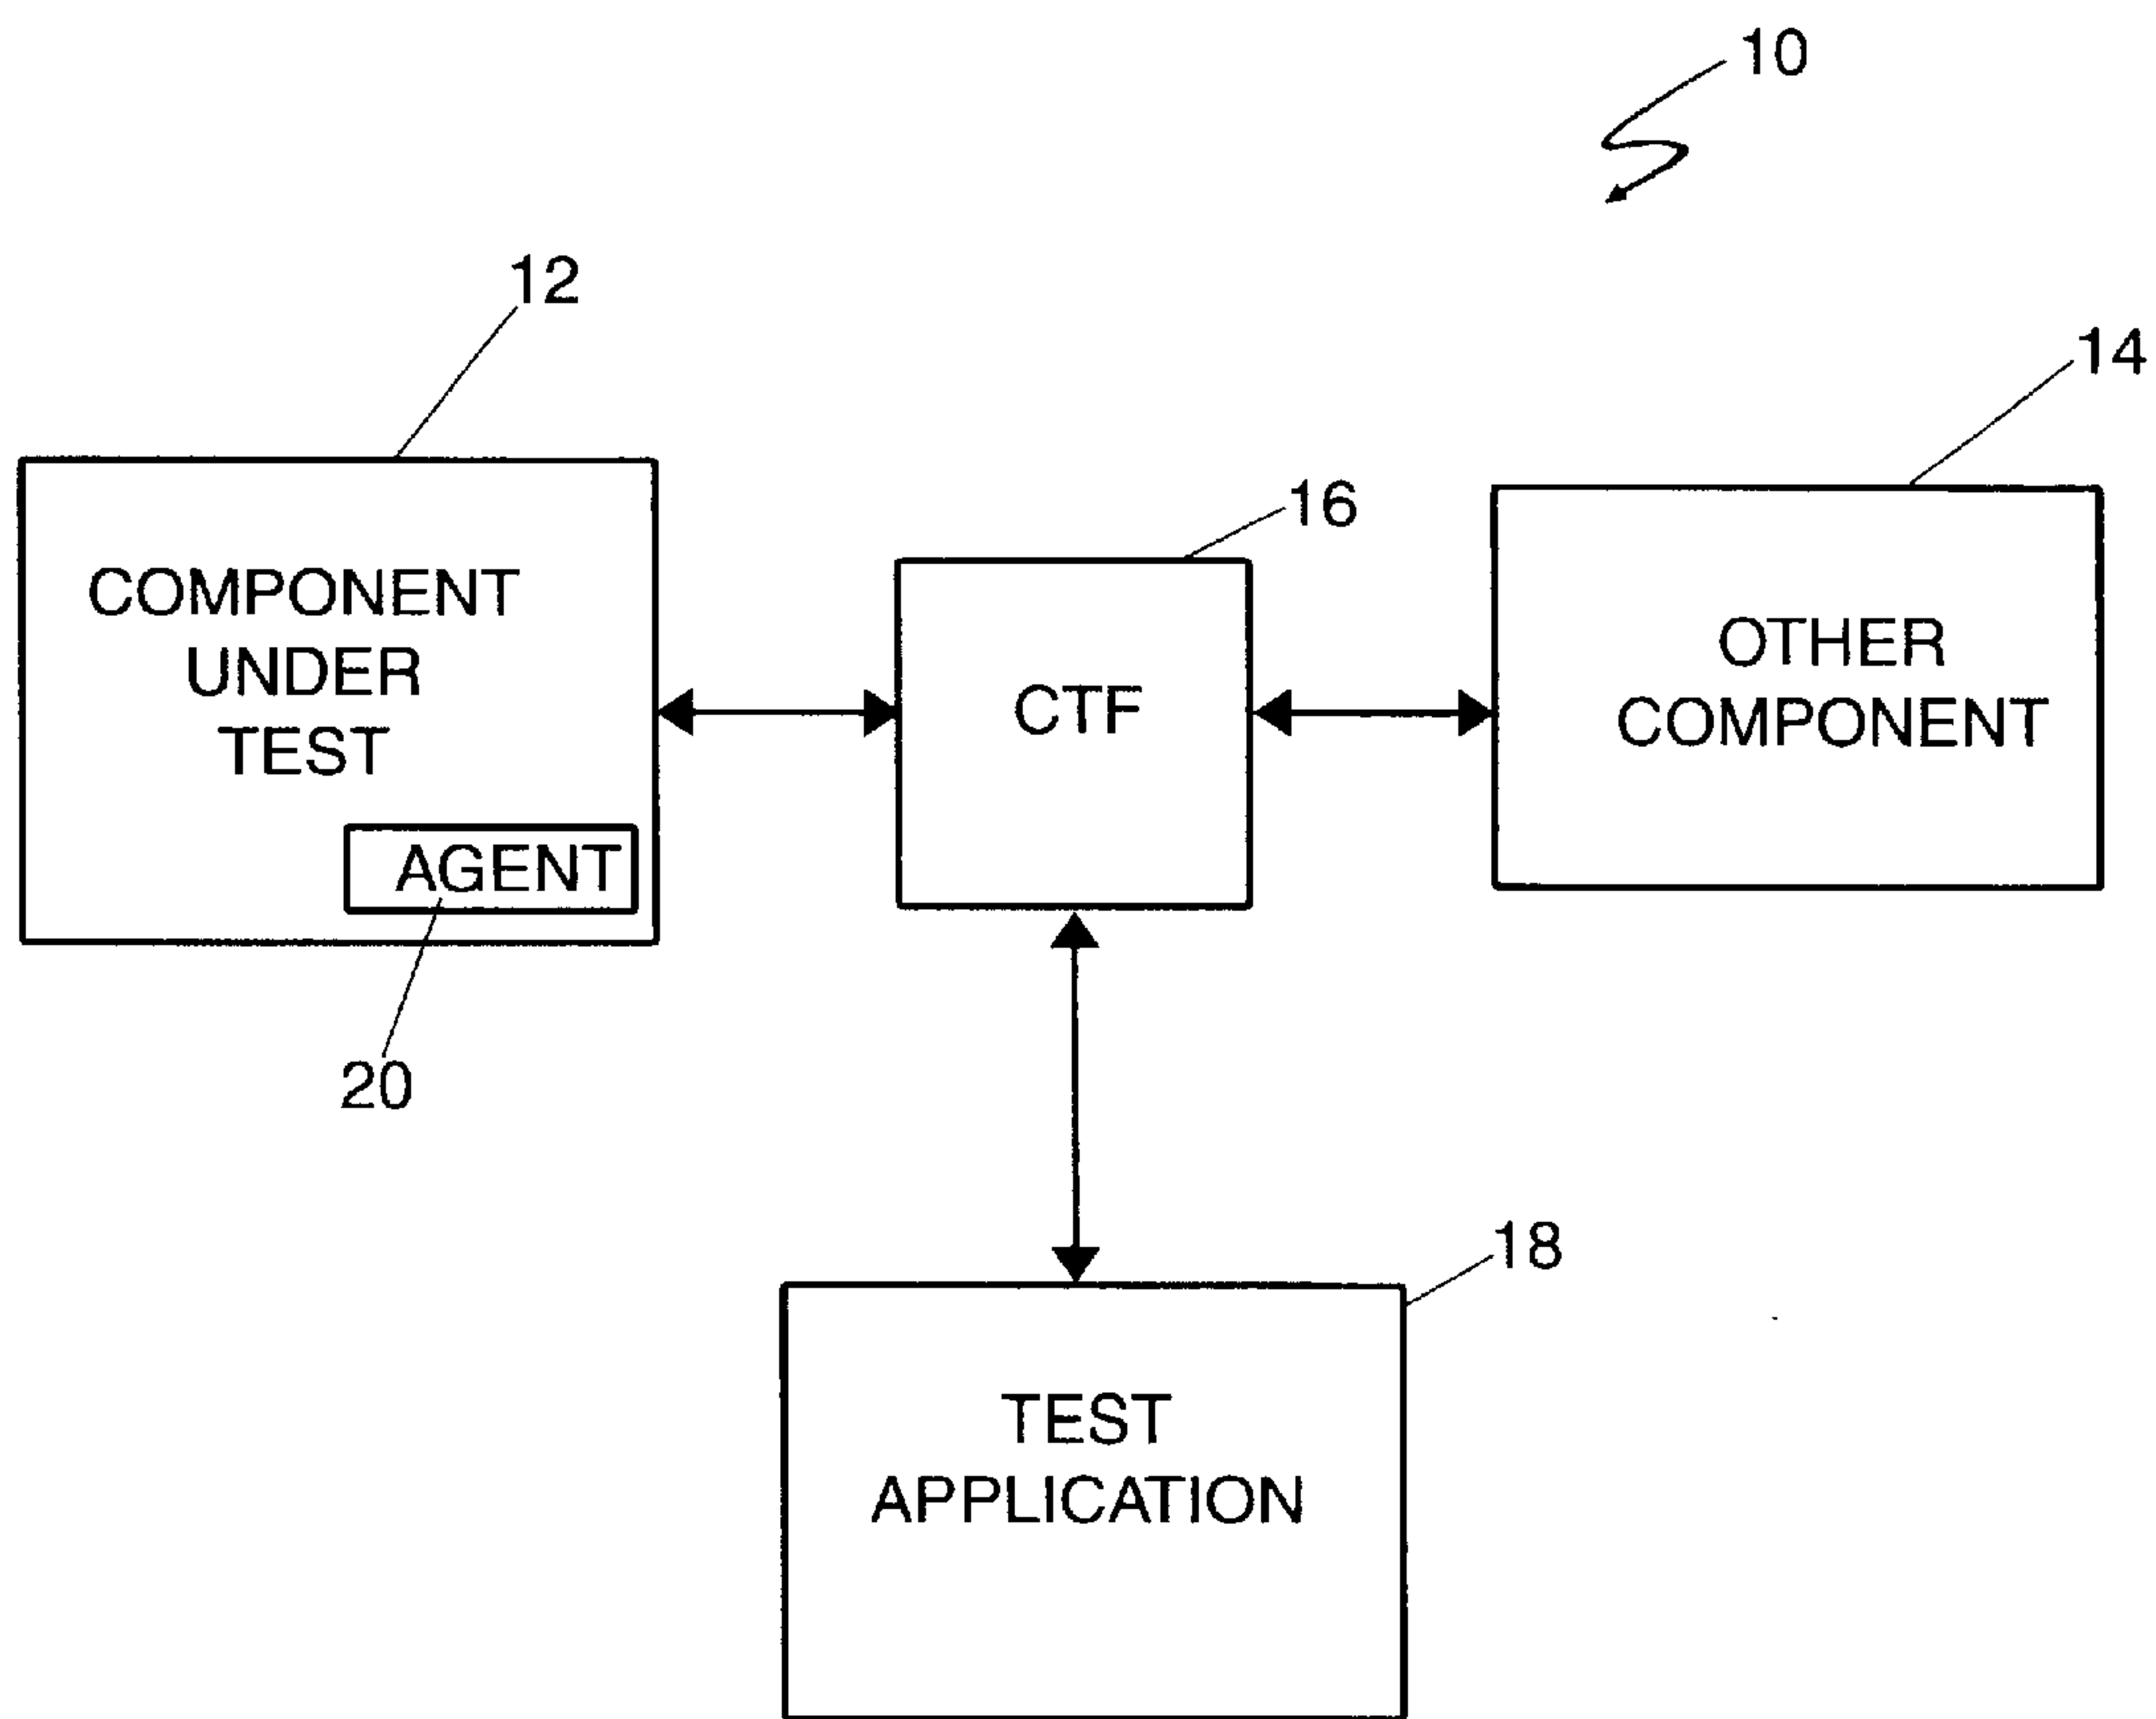 10
12
14
16
COMPONENT
UNDER
TEST
AGENT
CTF
OTHER
COMPONENT
20
18
TEST
APPLICATION